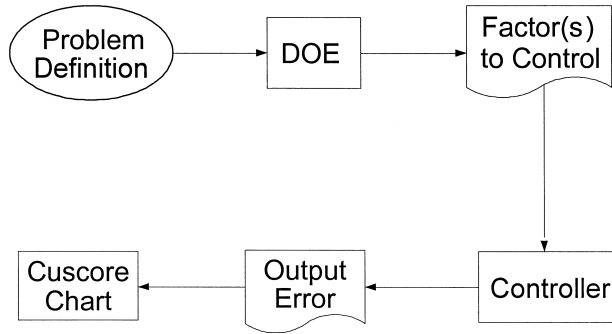 Problem
Definition
DOE
Factor(s)
to Control
Controller
Output
Error
Cuscore
Chart